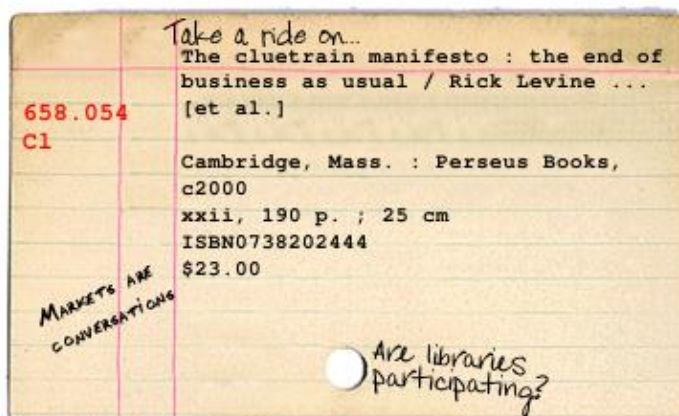 Take a ride on...
The cluetrain manifesto : the end of
business as usual / Rick Levine ...
[et al.]
658.054
Cl
Cambridge, Mass. : Perseus Books,
c2000
xxii, 190 p. ; 25 cm
ISBN0738202444
$23.00
MARKETS ARE
CONVERSATIONS
Are libraries
participating?